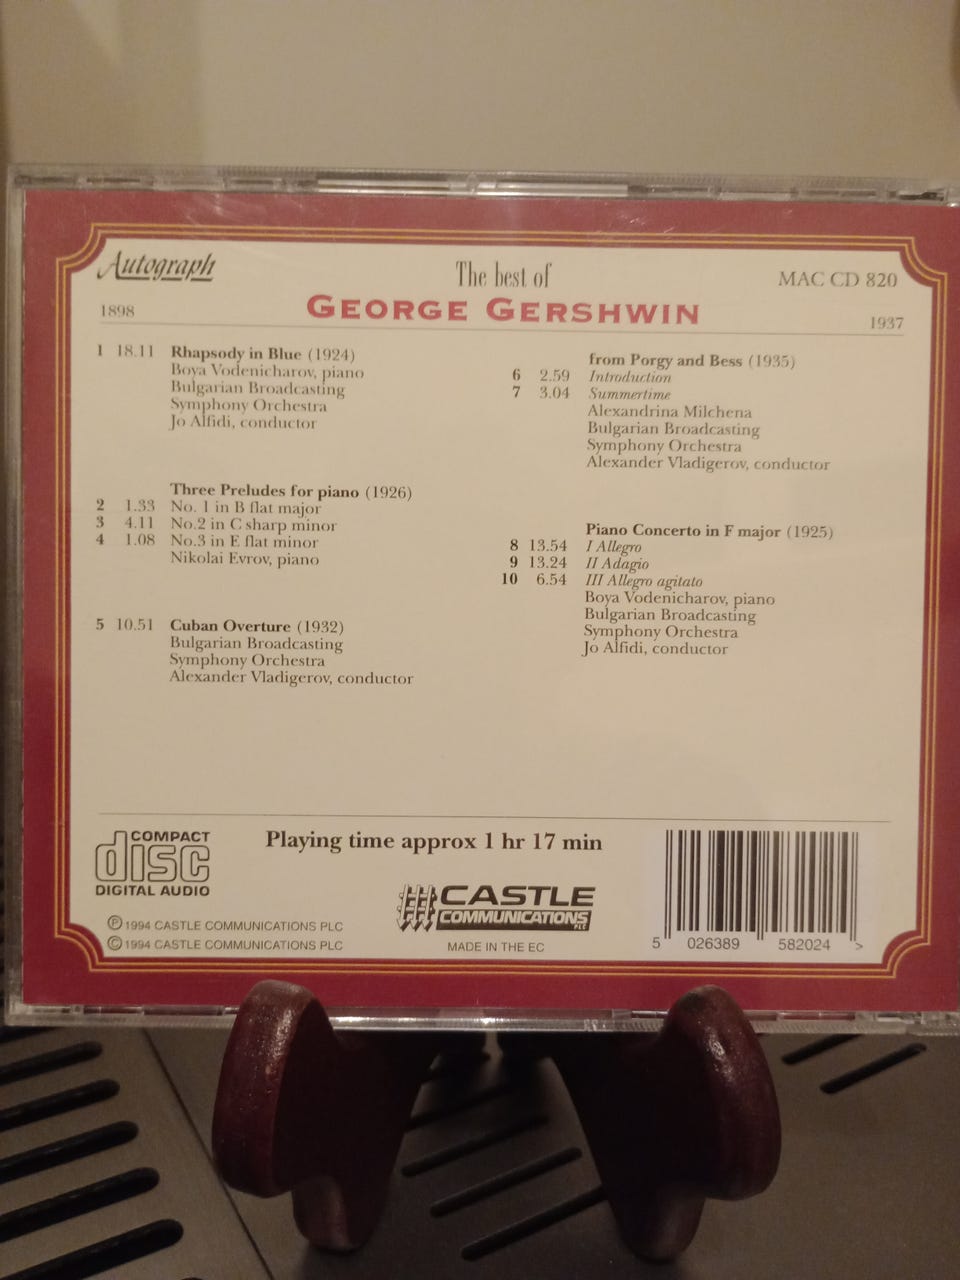 Autograph
The best of
MAC CD 820
1898
GEORGE GERSHWIN
1937
1 18.11 Rhapsody in Blue (1924)
Boya Vodenicharov, piano
Bulgarian Broadcasting
Symphony Orchestra
Jo Alfidi, conductor
Three Preludes for piano (1926)
2 1.33 No. 1 in B flat major
3 4.11 No.2 in C sharp minor
4 1.08 No.3 in E flat minor
Nikolai Evrov, piano
5 10.51 Cuban Overture (1932)
Bulgarian Broadcasting
Symphony Orchestra
Alexander Vladigerov, conductor
from Porgy and Bess (1935)
6 2.59 Introduction
7 3.04 Summertime
Alexandrina Milchena
Bulgarian Broadcasting
Symphony Orchestra
Alexander Vladigerov, conductor
Piano Concerto in F major (1925)
8 13.54 I Allegro
9 13.24 II Adagio
10 6.54 III Allegro agitato
Boya Vodenicharov, piano
Bulgarian Broadcasting
Symphony Orchestra
Jo Alfidi, conductor
COMPACT
disc
DIGITAL AUDIO
Playing time approx 1 hr 17 min
CASTLE
COMMUNICATIONS
PLC
MADE IN THE EC
℗ 1994 CASTLE COMMUNICATIONS PLC
© 1994 CASTLE COMMUNICATIONS PLC
5 026389 582024 >